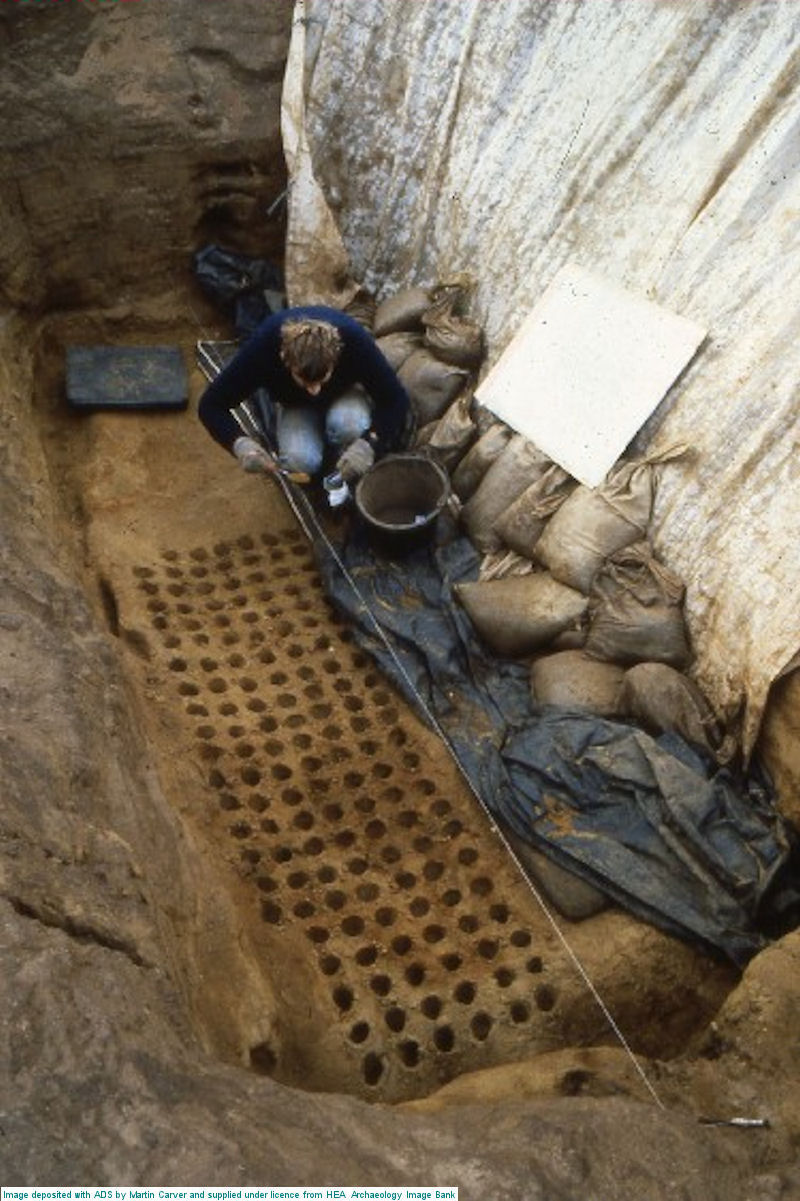 Image deposited with ADS by Martin Carver and supplied under licence from HEA Archaeology Image Bank